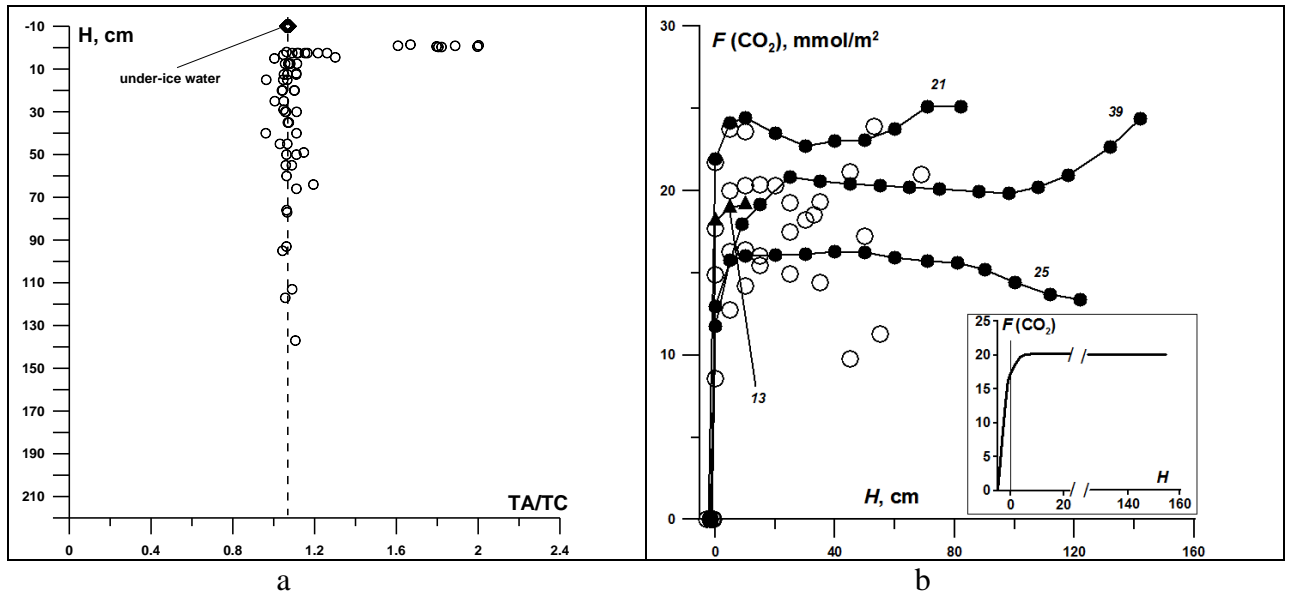 H, cm
-10
10
30
50
70
90
110
130
150
170
190
210
under-ice water
TA/TC
0 0.4 0.8 1.2 1.6 2 2.4
a
F (CO₂), mmol/m²
30
20
10
0
21
39
25
13
H, cm
0 40 80 120 160
F (CO₂)
25
20
15
10
5
0
H
0 20 140 160
b